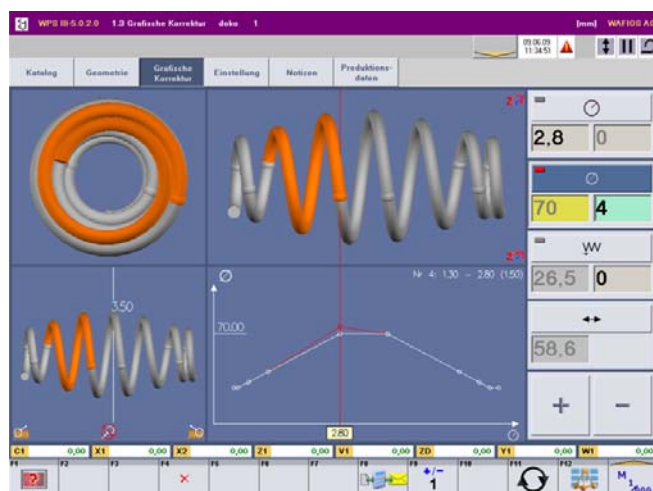 WPS III-5.0 2.0 1.3 Grafische Korrektur doke 1 [mm] WAFIOS AG
09.06.09
11:34:51
Katalog Geometrie Grafische Korrektur Einstellung Notizen Produktions-daten
2,8 0
70 4
26,5 0
58,6
+ −
3,50
Nr 4: 1.30 - 2.80 (1.50)
70.00
2.80
C1 0,00 X1 0,00 X2 0,00 Z1 0,00 V1 0,00 ZD 0,00 Y1 0,00 W1 0,00
F1 F2 F3 F4 F5 F6 F7 F8 F9 F10 F11 F12
+/-
1
M